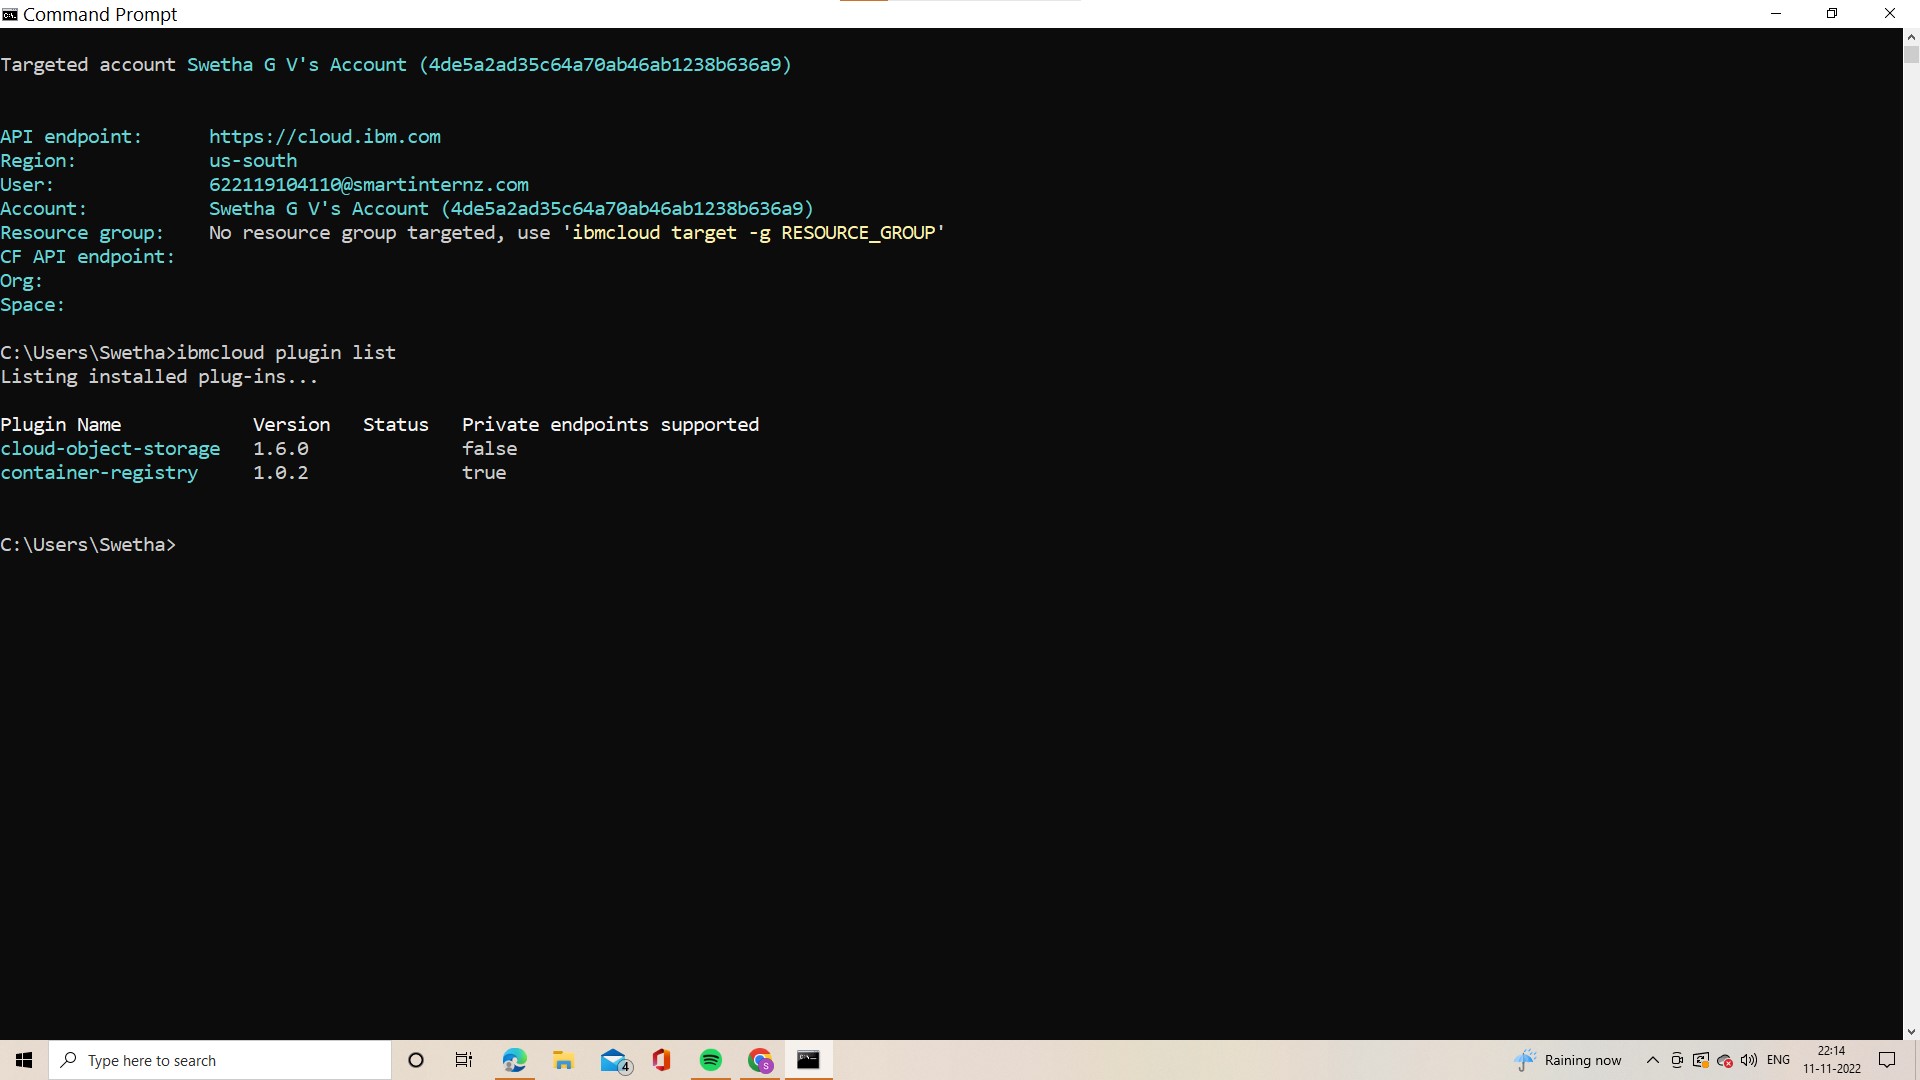 Command Prompt
Targeted account Swetha G V's Account (4de5a2ad35c64a70ab46ab1238b636a9)
API endpoint: https://cloud.ibm.com
Region: us-south
User: 622119104110@smartinternz.com
Account: Swetha G V's Account (4de5a2ad35c64a70ab46ab1238b636a9)
Resource group: No resource group targeted, use 'ibmcloud target -g RESOURCE_GROUP'
CF API endpoint:
Org:
Space:
C:\Users\Swetha>ibmcloud plugin list
Listing installed plug-ins...
Plugin Name Version Status Private endpoints supported
cloud-object-storage 1.6.0 false
container-registry 1.0.2 true
C:\Users\Swetha>
Type here to search 4 S Raining now ENG 22:14
11-11-2022